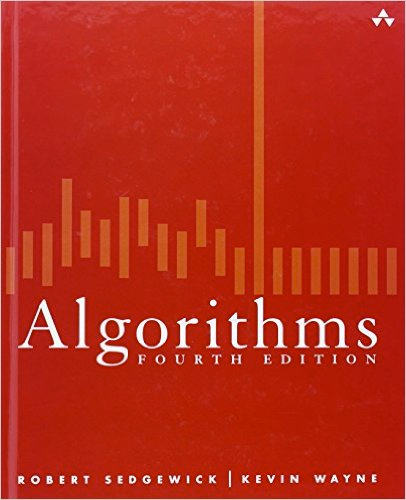 Algorithms
FOURTH EDITION
ROBERT SEDGEWICK | KEVIN WAYNE